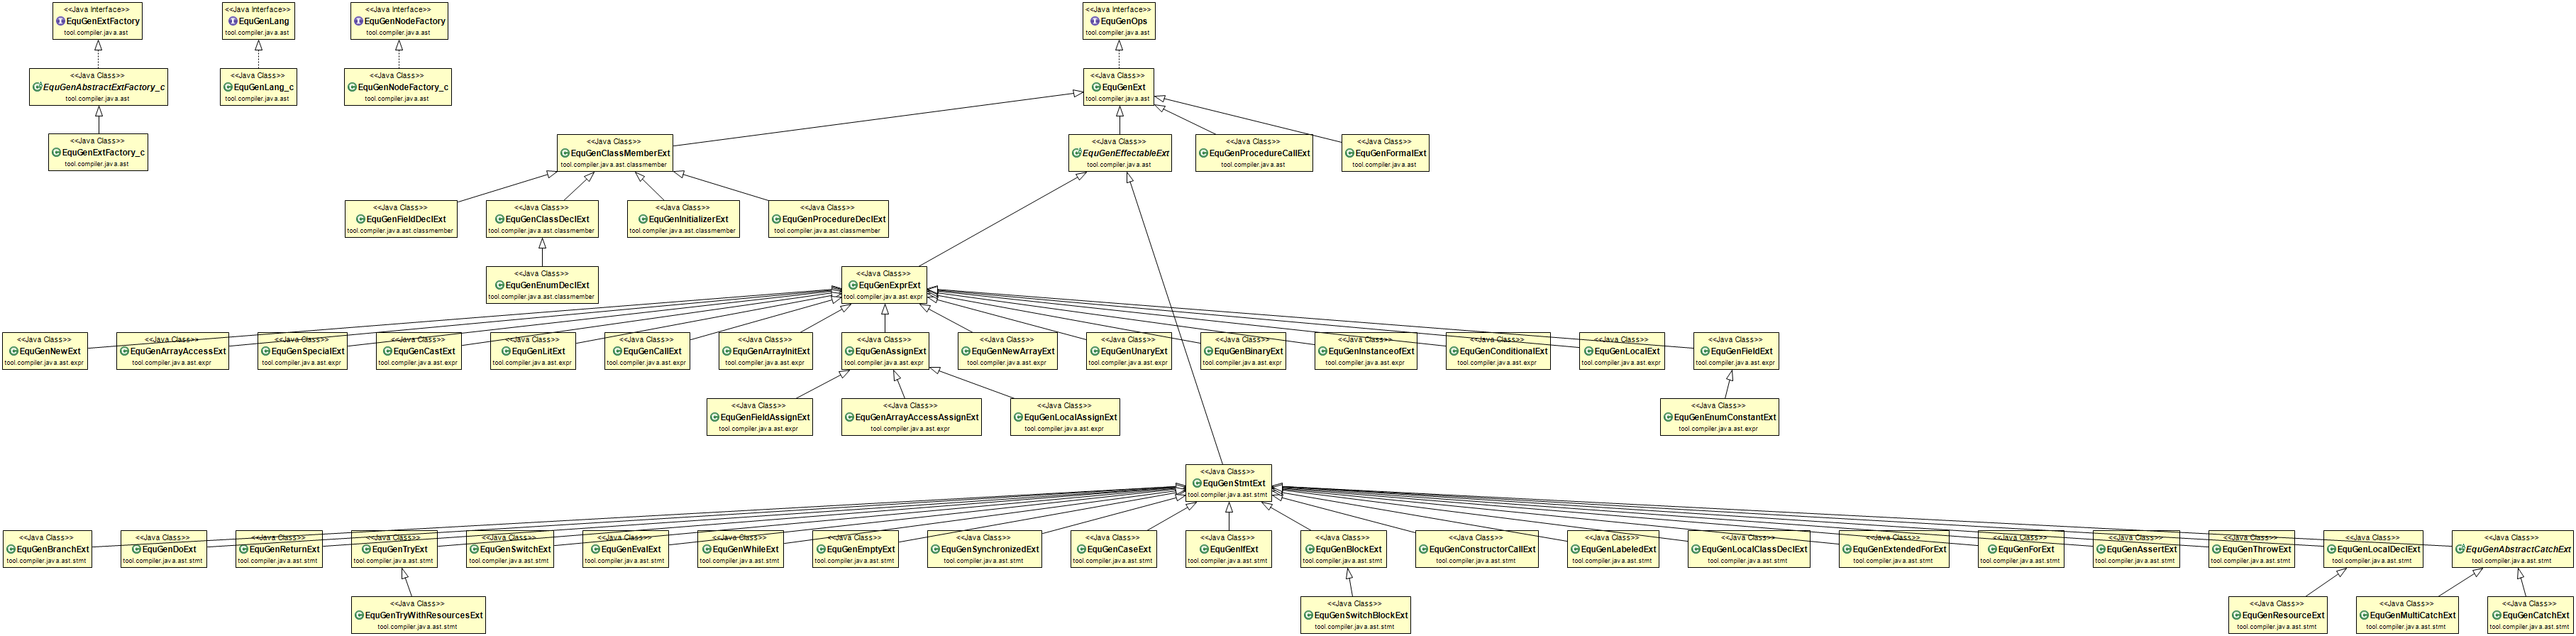 <<Java Interface>>
EquGenExtFactory
tool.compiler.java.ast
<<Java Interface>>
EquGenLang
tool.compiler.java.ast
<<Java Interface>>
EquGenNodeFactory
tool.compiler.java.ast
<<Java Interface>>
EquGenOps
tool.compiler.java.ast
<<Java Class>>
EquGenAbstractExtFactory_c
tool.compiler.java.ast
<<Java Class>>
EquGenLang_c
tool.compiler.java.ast
<<Java Class>>
EquGenNodeFactory_c
tool.compiler.java.ast
<<Java Class>>
EquGenExt
tool.compiler.java.ast
<<Java Class>>
EquGenExtFactory_c
tool.compiler.java.ast
<<Java Class>>
EquGenClassMemberExt
tool.compiler.java.ast.classmember
<<Java Class>>
EquGenEffectableExt
tool.compiler.java.ast
<<Java Class>>
EquGenProcedureCallExt
tool.compiler.java.ast
<<Java Class>>
EquGenFormalExt
tool.compiler.java.ast
<<Java Class>>
EquGenFieldDeclExt
tool.compiler.java.ast.classmember
<<Java Class>>
EquGenClassDeclExt
tool.compiler.java.ast.classmember
<<Java Class>>
EquGenInitializerExt
tool.compiler.java.ast.classmember
<<Java Class>>
EquGenProcedureDeclExt
tool.compiler.java.ast.classmember
<<Java Class>>
EquGenEnumDeclExt
tool.compiler.java.ast.classmember
<<Java Class>>
EquGenExprExt
tool.compiler.java.ast.expr
<<Java Class>>
EquGenNewExt
tool.compiler.java.ast.expr
<<Java Class>>
EquGenArrayAccessExt
tool.compiler.java.ast.expr
<<Java Class>>
EquGenSpecialExt
tool.compiler.java.ast.expr
<<Java Class>>
EquGenCastExt
tool.compiler.java.ast.expr
<<Java Class>>
EquGenLitExt
tool.compiler.java.ast.expr
<<Java Class>>
EquGenCallExt
tool.compiler.java.ast.expr
<<Java Class>>
EquGenArrayInitExt
tool.compiler.java.ast.expr
<<Java Class>>
EquGenAssignExt
tool.compiler.java.ast.expr
<<Java Class>>
EquGenNewArrayExt
tool.compiler.java.ast.expr
<<Java Class>>
EquGenUnaryExt
tool.compiler.java.ast.expr
<<Java Class>>
EquGenBinaryExt
tool.compiler.java.ast.expr
<<Java Class>>
EquGenInstanceofExt
tool.compiler.java.ast.expr
<<Java Class>>
EquGenConditionalExt
tool.compiler.java.ast.expr
<<Java Class>>
EquGenLocalExt
tool.compiler.java.ast.expr
<<Java Class>>
EquGenFieldExt
tool.compiler.java.ast.expr
<<Java Class>>
EquGenFieldAssignExt
tool.compiler.java.ast.expr
<<Java Class>>
EquGenArrayAccessAssignExt
tool.compiler.java.ast.expr
<<Java Class>>
EquGenLocalAssignExt
tool.compiler.java.ast.expr
<<Java Class>>
EquGenEnumConstantExt
tool.compiler.java.ast.expr
<<Java Class>>
EquGenStmtExt
tool.compiler.java.ast.stmt
<<Java Class>>
EquGenBranchExt
tool.compiler.java.ast.stmt
<<Java Class>>
EquGenDoExt
tool.compiler.java.ast.stmt
<<Java Class>>
EquGenReturnExt
tool.compiler.java.ast.stmt
<<Java Class>>
EquGenTryExt
tool.compiler.java.ast.stmt
<<Java Class>>
EquGenSwitchExt
tool.compiler.java.ast.stmt
<<Java Class>>
EquGenEvalExt
tool.compiler.java.ast.stmt
<<Java Class>>
EquGenWhileExt
tool.compiler.java.ast.stmt
<<Java Class>>
EquGenEmptyExt
tool.compiler.java.ast.stmt
<<Java Class>>
EquGenSynchronizedExt
tool.compiler.java.ast.stmt
<<Java Class>>
EquGenCaseExt
tool.compiler.java.ast.stmt
<<Java Class>>
EquGenIfExt
tool.compiler.java.ast.stmt
<<Java Class>>
EquGenBlockExt
tool.compiler.java.ast.stmt
<<Java Class>>
EquGenConstructorCallExt
tool.compiler.java.ast.stmt
<<Java Class>>
EquGenLabeledExt
tool.compiler.java.ast.stmt
<<Java Class>>
EquGenLocalClassDeclExt
tool.compiler.java.ast.stmt
<<Java Class>>
EquGenExtendedForExt
tool.compiler.java.ast.stmt
<<Java Class>>
EquGenForExt
tool.compiler.java.ast.stmt
<<Java Class>>
EquGenAssertExt
tool.compiler.java.ast.stmt
<<Java Class>>
EquGenThrowExt
tool.compiler.java.ast.stmt
<<Java Class>>
EquGenLocalDeclExt
tool.compiler.java.ast.stmt
<<Java Class>>
EquGenAbstractCatchExt
tool.compiler.java.ast.stmt
<<Java Class>>
EquGenTryWithResourcesExt
tool.compiler.java.ast.stmt
<<Java Class>>
EquGenSwitchBlockExt
tool.compiler.java.ast.stmt
<<Java Class>>
EquGenResourceExt
tool.compiler.java.ast.stmt
<<Java Class>>
EquGenMultiCatchExt
tool.compiler.java.ast.stmt
<<Java Class>>
EquGenCatchExt
tool.compiler.java.ast.stmt